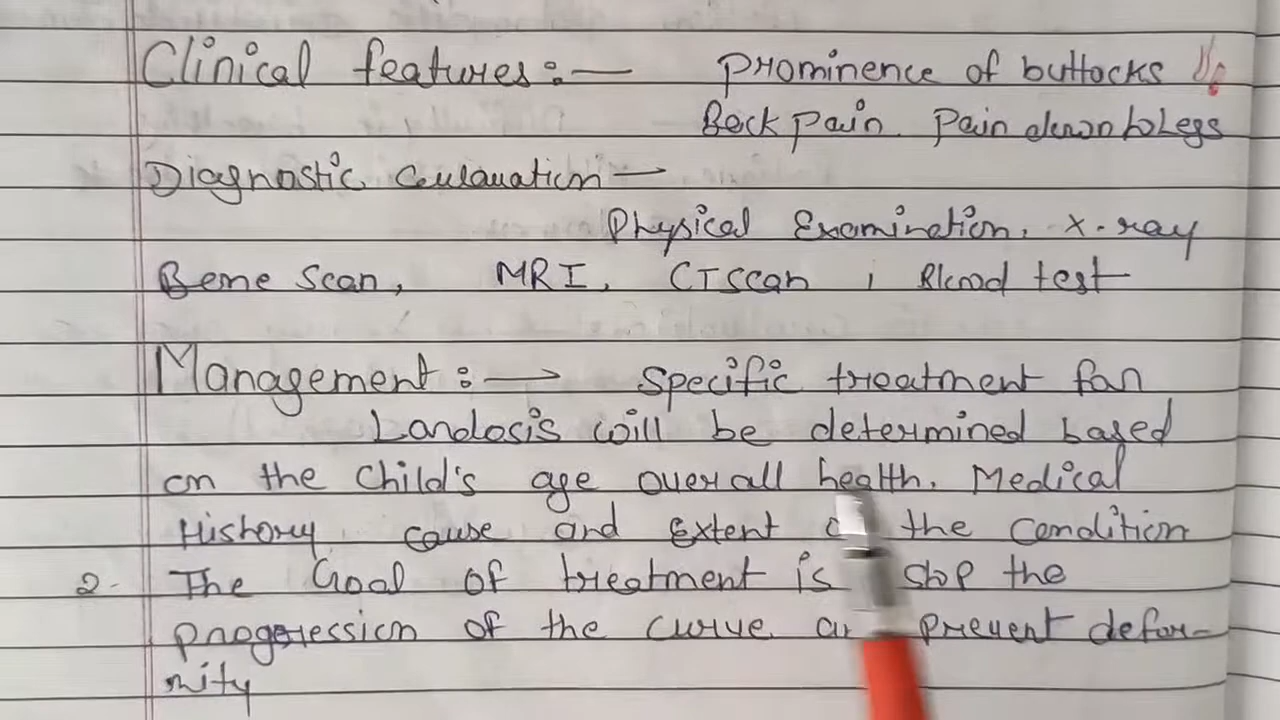 Clinical features:— Prominence of buttocks
Back pain. Pain down to Legs
Diagnostic evaluation —
Physical Examination, X-ray
Bone Scan, MRI, CT scan, Blood test
Management:→ Specific treatment for
Lordosis will be determined based
on the child's age overall health. Medical
History cause and extent the condition
2- The Goal of treatment is stop the
progression of the curve prevent defor-
mity